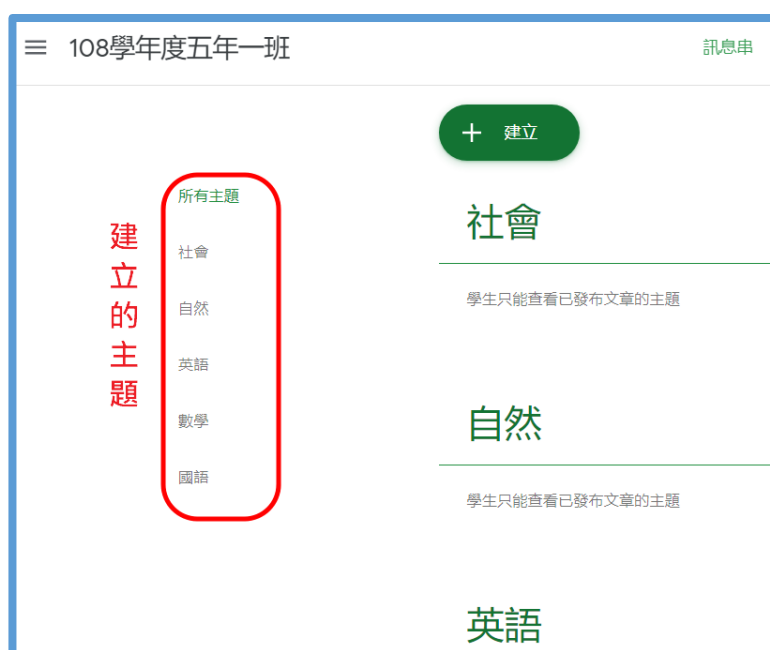 108學年度五年一班
訊息串
建立
所有主題
社會
自然
英語
數學
國語
建立的主題
社會
學生只能查看已發布文章的主題
自然
學生只能查看已發布文章的主題
英語